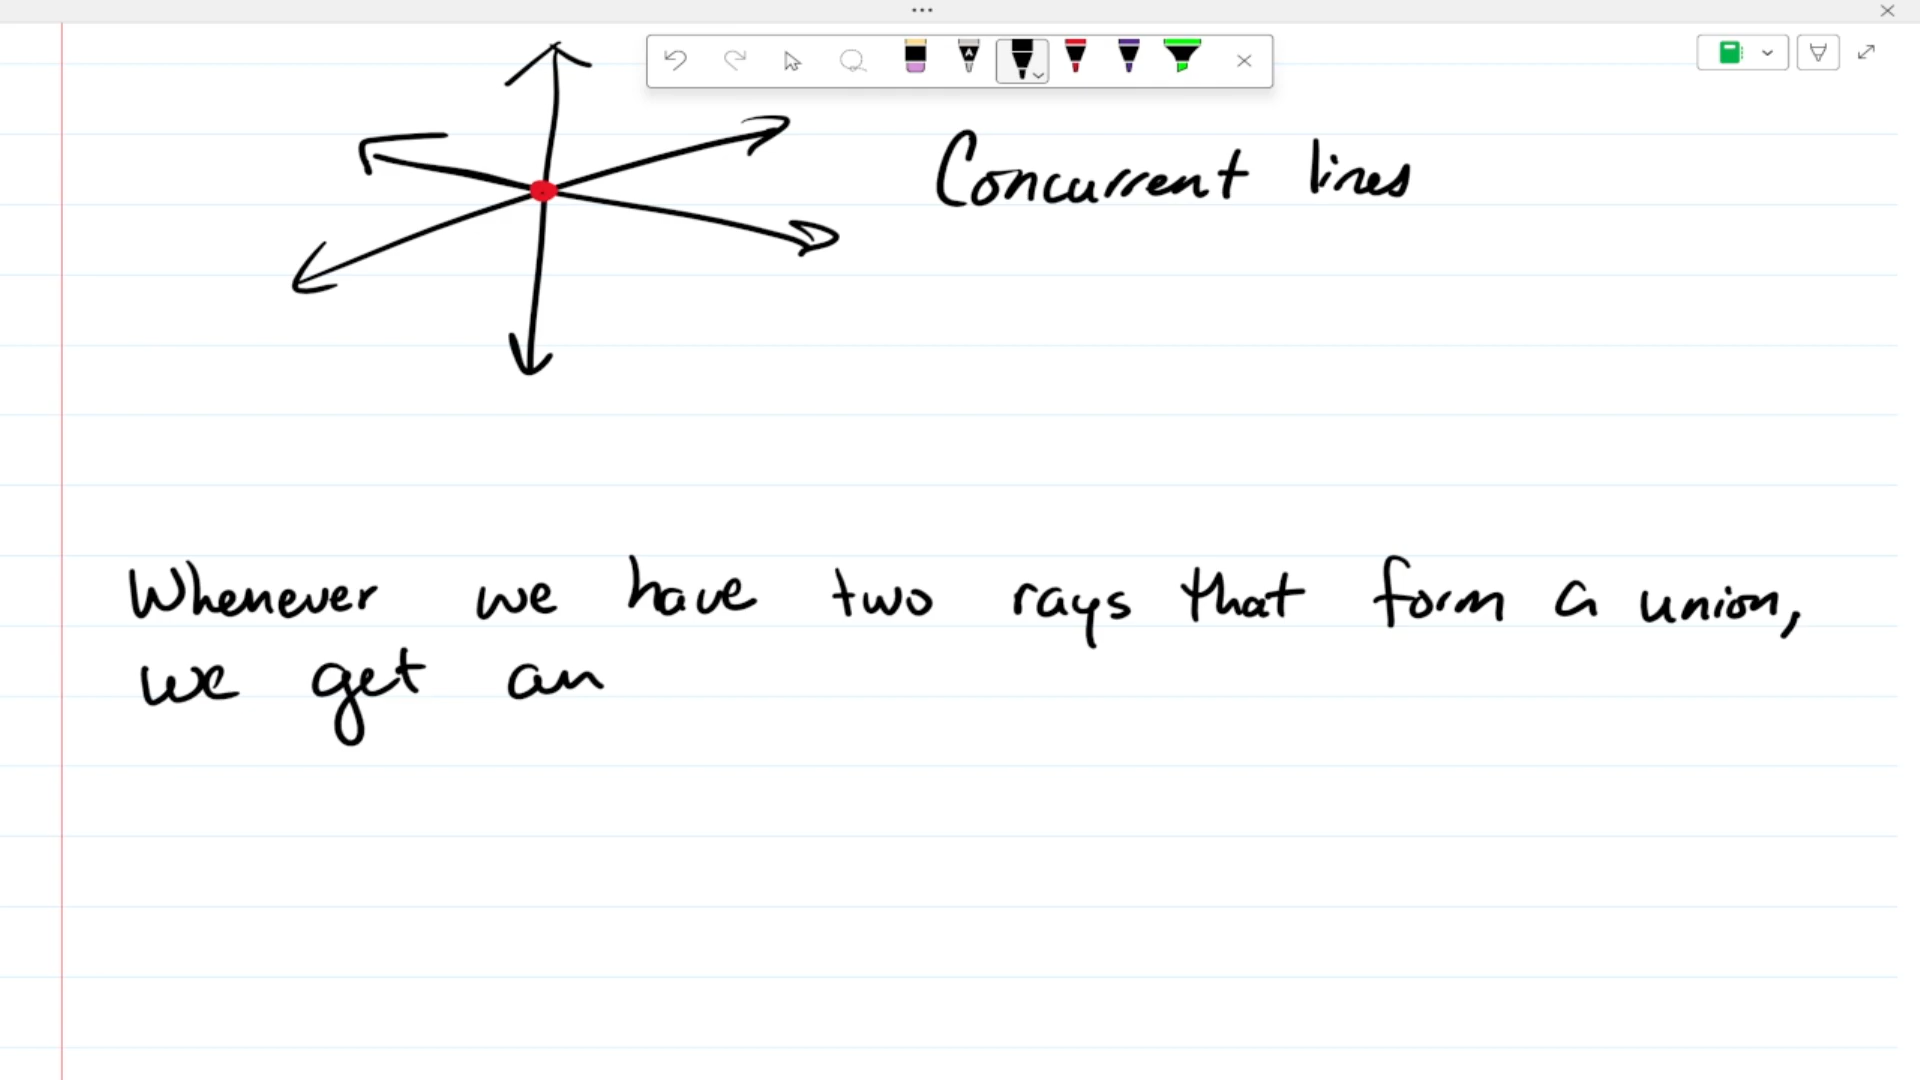 Concurrent lines
Whenever we have two rays that form a union,
we get an